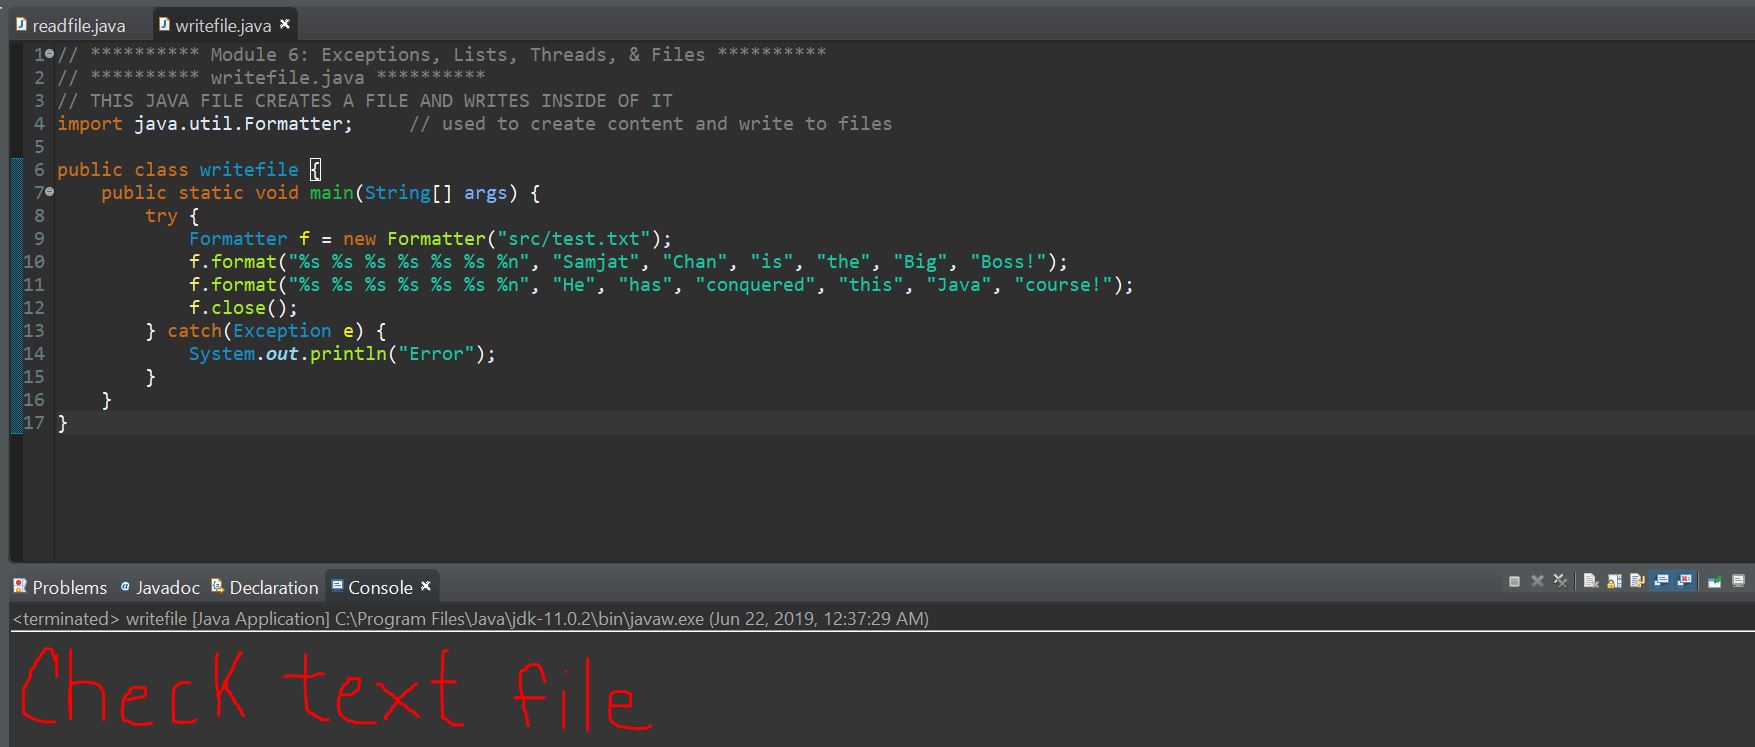 readfile.java writefile.java
1 // ********** Module 6: Exceptions, Lists, Threads, & Files **********
2 // ********** writefile.java **********
3 // THIS JAVA FILE CREATES A FILE AND WRITES INSIDE OF IT
4 import java.util.Formatter;     // used to create content and write to files
5
6 public class writefile {
7     public static void main(String[] args) {
8         try {
9             Formatter f = new Formatter("src/test.txt");
10             f.format("%s %s %s %s %s %s %n", "Samjat", "Chan", "is", "the", "Big", "Boss!");
11             f.format("%s %s %s %s %s %s %n", "He", "has", "conquered", "this", "Java", "course!");
12             f.close();
13         } catch(Exception e) {
14             System.out.println("Error");
15         }
16     }
17 }
Problems @ Javadoc Declaration Console
<terminated> writefile [Java Application] C:\Program Files\Java\jdk-11.0.2\bin\javaw.exe (Jun 22, 2019, 12:37:29 AM)
Check text file